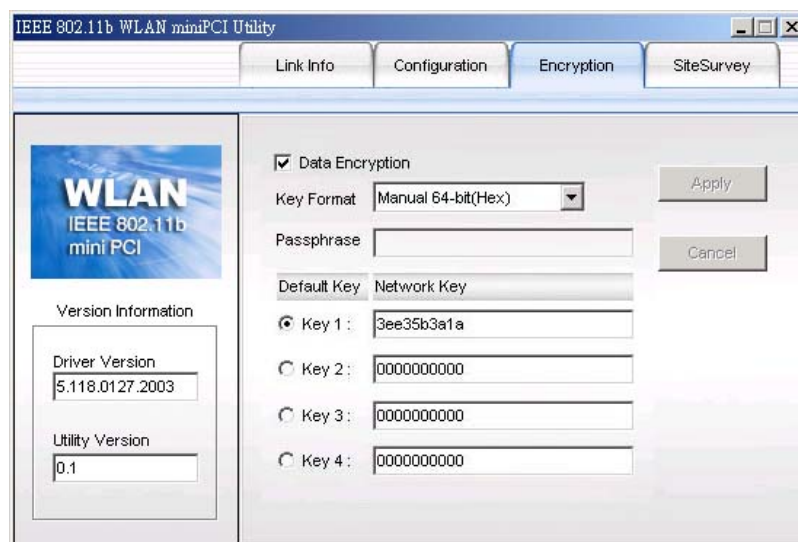 IEEE 802.11b WLAN miniPCI Utility
Link Info Configuration Encryption SiteSurvey
WLAN
IEEE 802.11b
mini PCI
Version Information
Driver Version
5.118.0127.2003
Utility Version
0.1
Data Encryption
Key Format Manual 64-bit(Hex)
Passphrase
Default Key Network Key
Key 1 : 3ee35b3a1a
Key 2 : 0000000000
Key 3 : 0000000000
Key 4 : 0000000000
Apply
Cancel